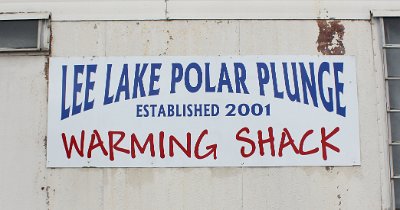 LEE LAKE POLAR PLUNGE
ESTABLISHED 2001
WARMING SHACK